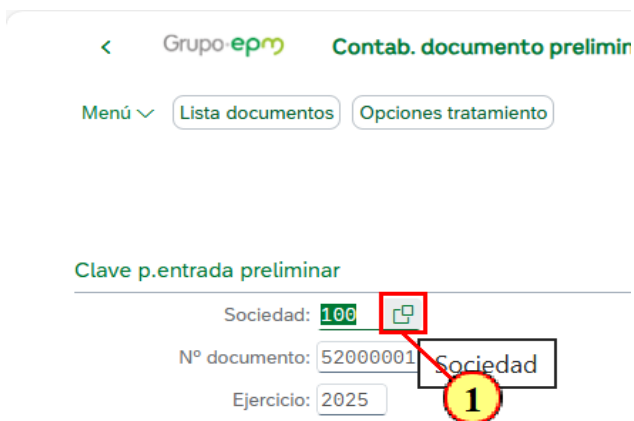 Grupo·epm Contab. documento prelimin
Menú Lista documentos Opciones tratamiento
Clave p.entrada preliminar
Sociedad: 100
Nº documento: 52000001 Sociedad
Ejercicio: 2025 1